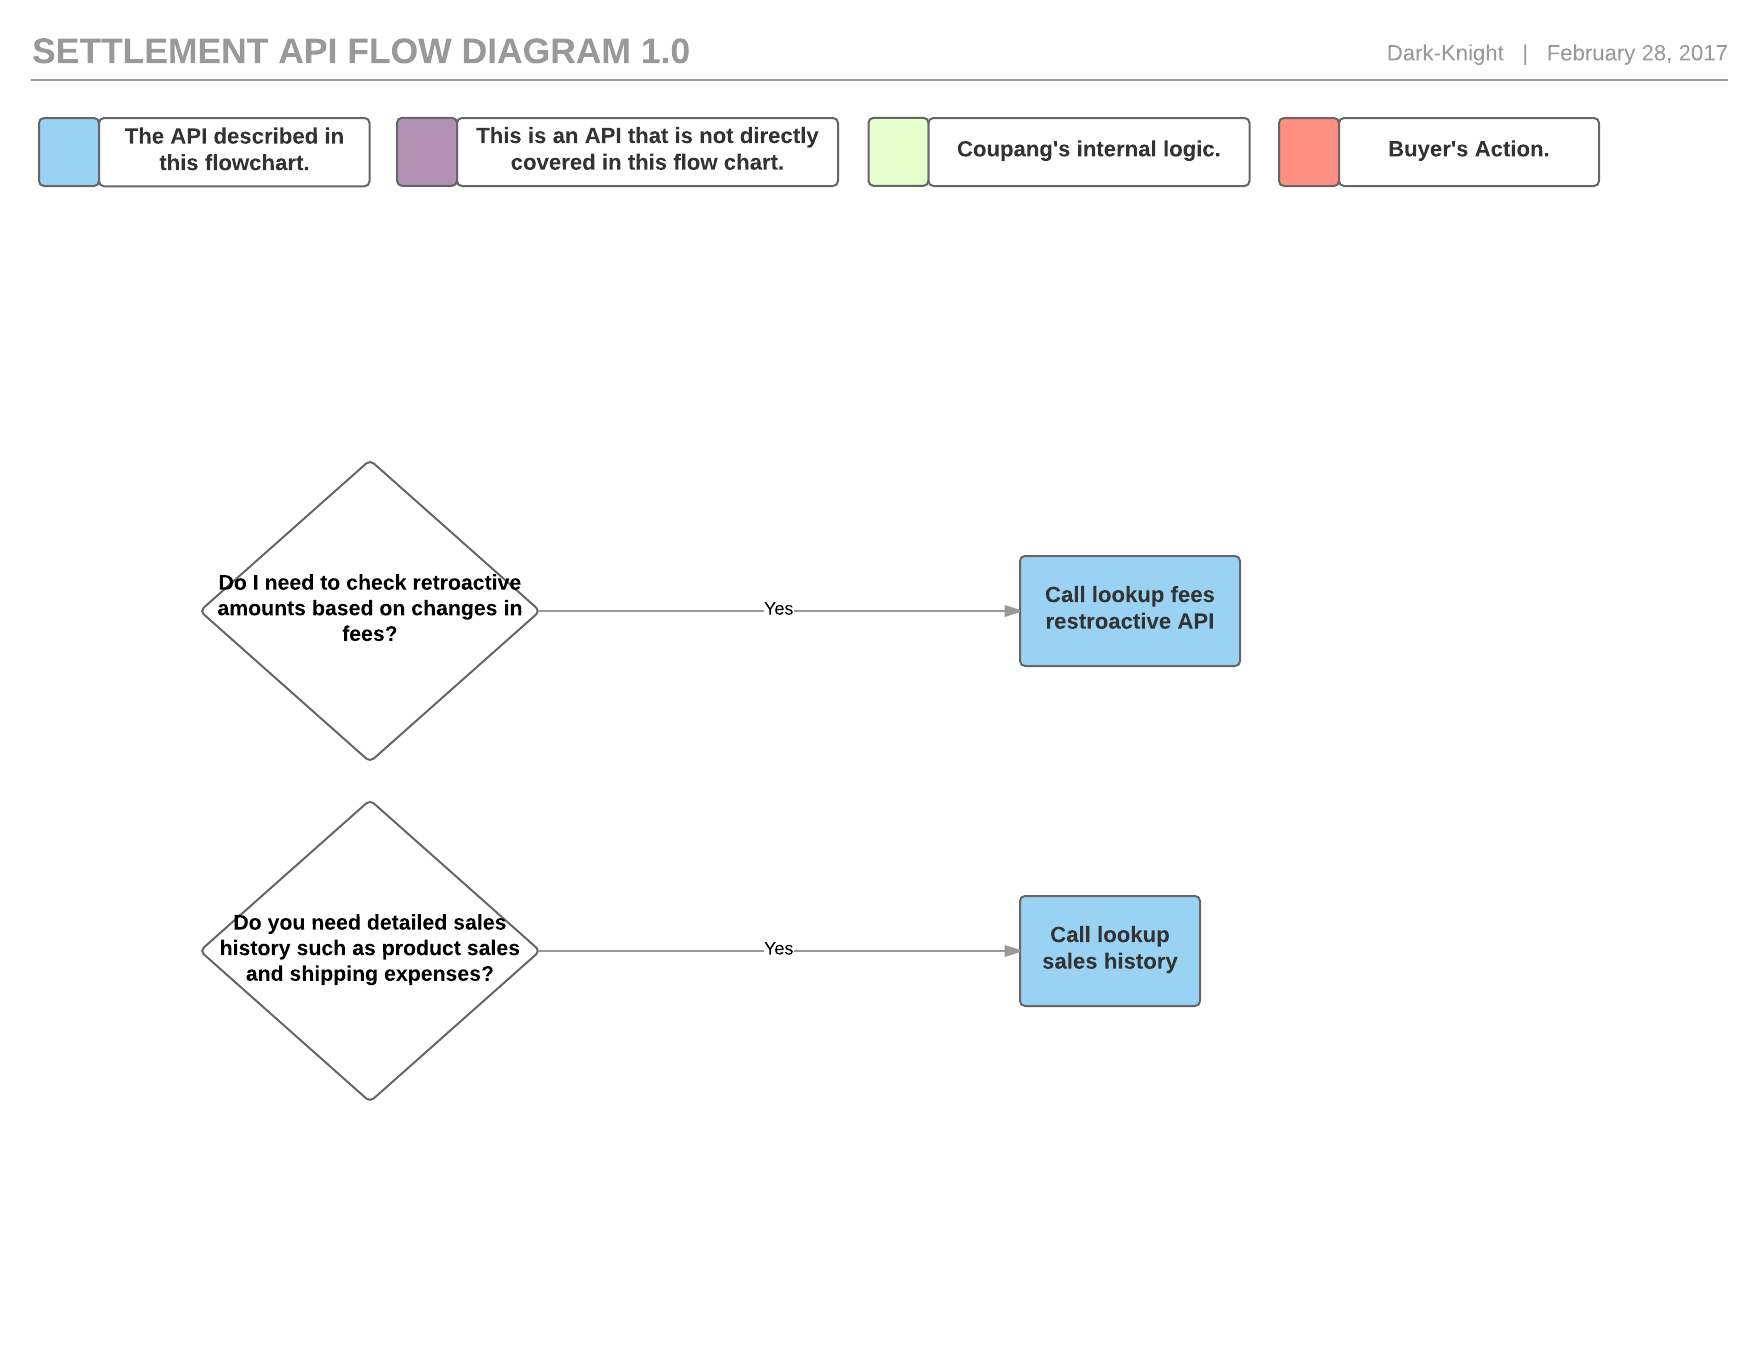 SETTLEMENT API FLOW DIAGRAM 1.0
Dark-Knight | February 28, 2017
The API described in
this flowchart.
This is an API that is not directly
covered in this flow chart.
Coupang's internal logic.
Buyer's Action.
Do I need to check retroactive
amounts based on changes in
fees?
Yes
Call lookup fees
restroactive API
Do you need detailed sales
history such as product sales
and shipping expenses?
Yes
Call lookup
sales history